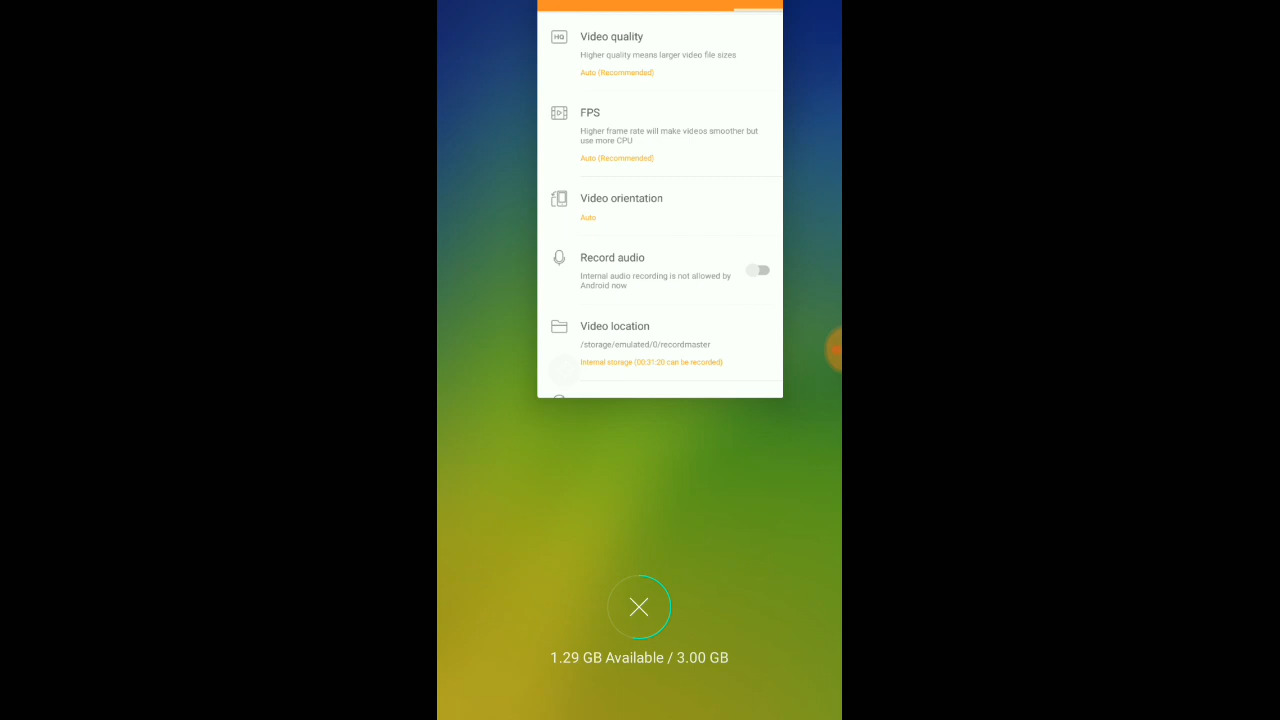 HQ
Video quality
Higher quality means larger video file sizes
Auto (Recommended)
FPS
Higher frame rate will make videos smoother but
use more CPU
Auto (Recommended)
Video orientation
Auto
Record audio
Internal audio recording is not allowed by
Android now
Video location
/storage/emulated/0/recordmaster
Internal storage (00:31:20 can be recorded)
1.29 GB Available / 3.00 GB